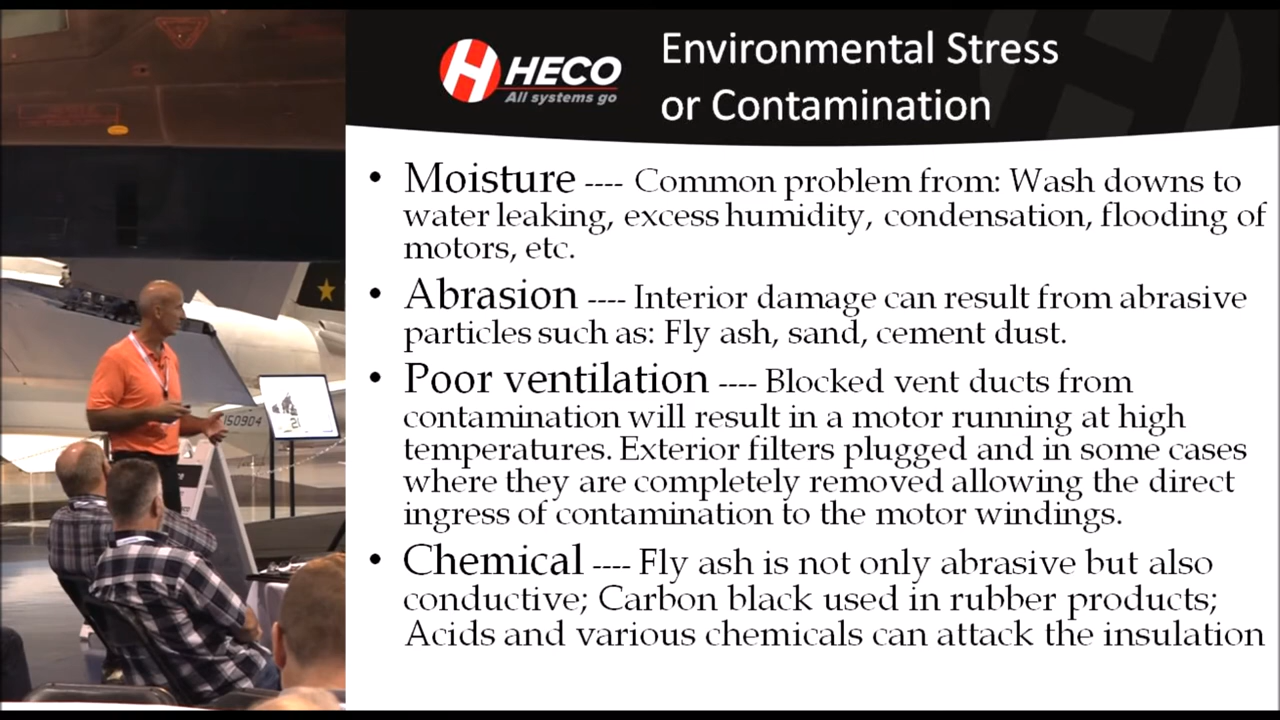 HECO
All systems go
Environmental Stress
or Contamination
• Moisture ---- Common problem from: Wash downs to
water leaking, excess humidity, condensation, flooding of
motors, etc.
• Abrasion ---- Interior damage can result from abrasive
particles such as: Fly ash, sand, cement dust.
• Poor ventilation ---- Blocked vent ducts from
contamination will result in a motor running at high
temperatures. Exterior filters plugged and in some cases
where they are completely removed allowing the direct
ingress of contamination to the motor windings.
• Chemical ---- Fly ash is not only abrasive but also
conductive; Carbon black used in rubber products;
Acids and various chemicals can attack the insulation
150904